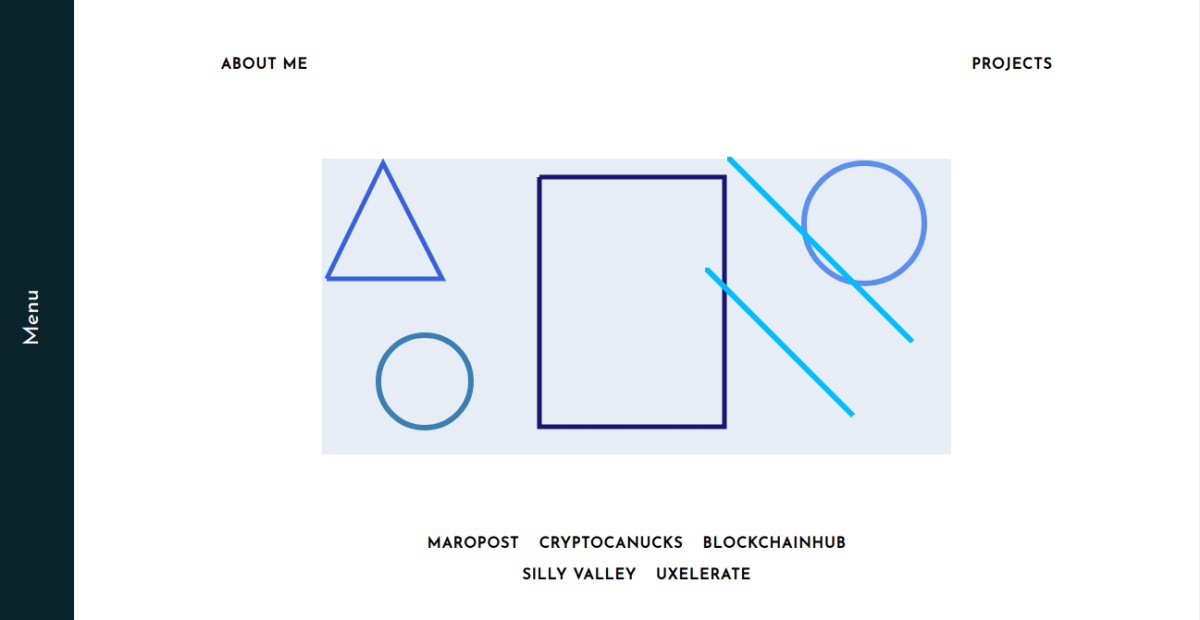 ABOUT ME
PROJECTS
Menu
MAROPOST CRYPTOCANUCKS BLOCKCHAINHUB
SILLY VALLEY UXELERATE